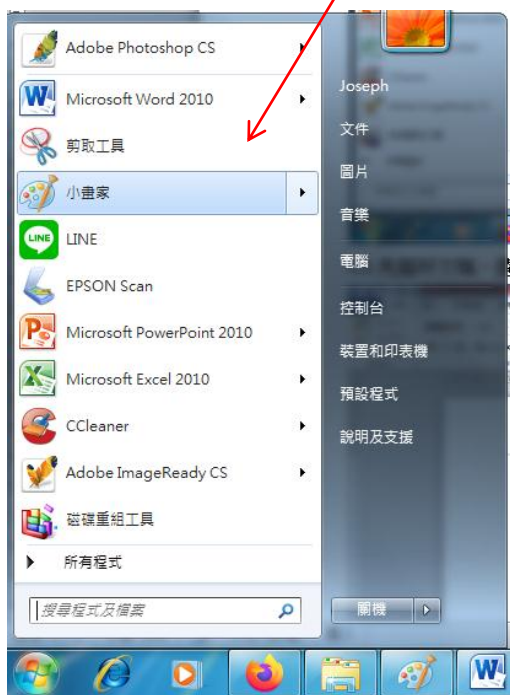 Adobe Photoshop CS
Microsoft Word 2010
剪取工具
小畫家
LINE
EPSON Scan
Microsoft PowerPoint 2010
Microsoft Excel 2010
CCleaner
Adobe ImageReady CS
磁碟重組工具
所有程式
搜尋程式及檔案
Joseph
文件
圖片
音樂
電腦
控制台
裝置和印表機
預設程式
說明及支援
關機